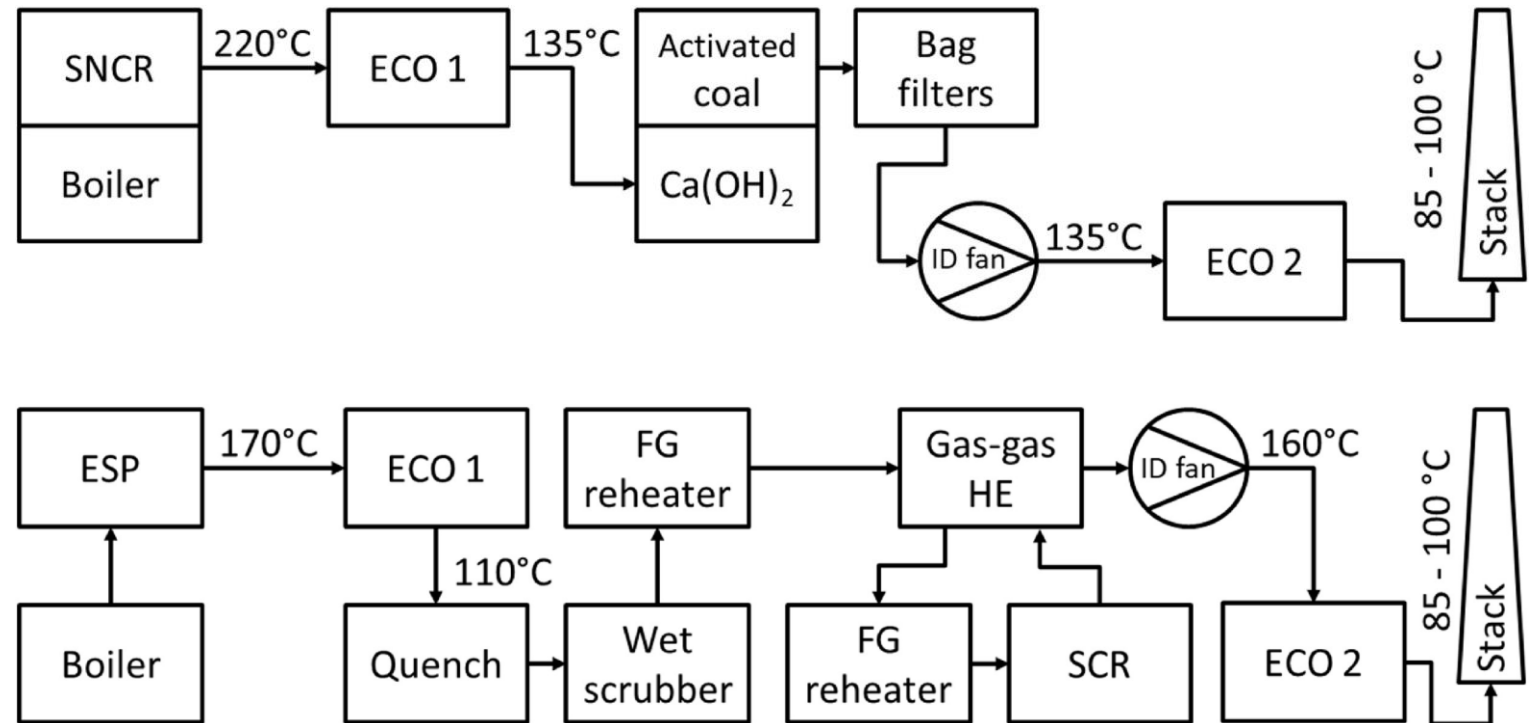 SNCR
Boiler
220°C
ECO 1
135°C
Activated
coal
Ca(OH)₂
Bag
filters
ID fan
135°C
ECO 2
85 - 100 °C
Stack
ESP
Boiler
170°C
ECO 1
110°C
Quench
Wet
scrubber
FG
reheater
Gas-gas
HE
FG
reheater
SCR
ID fan
160°C
ECO 2
85 - 100 °C
Stack